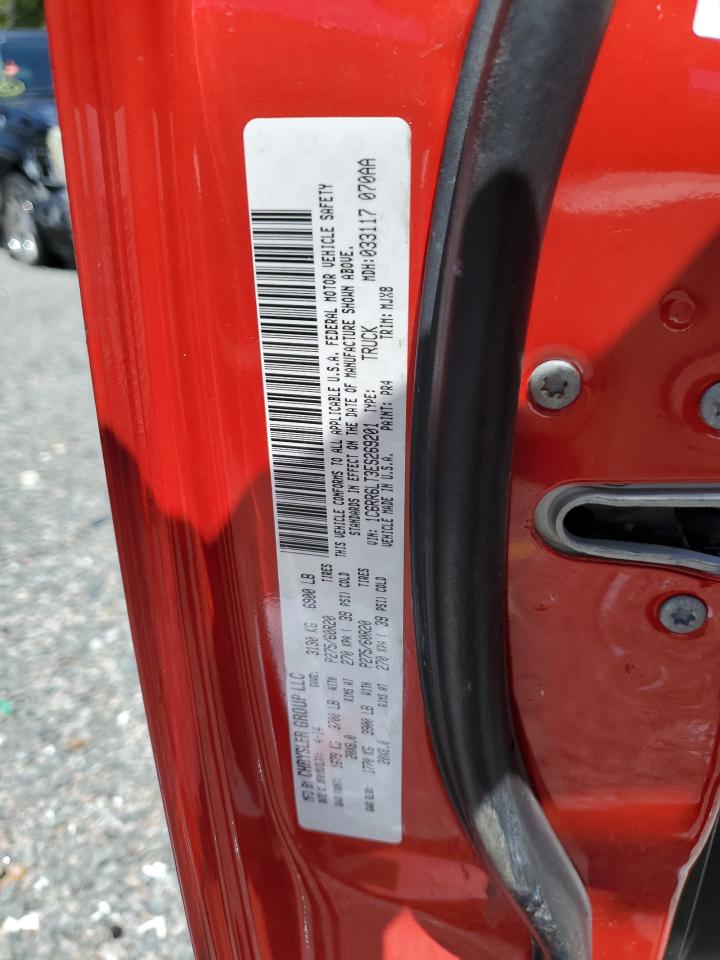 MFD BY CHRYSLER GROUP LLC
DATE OF MFR: 4-14 GVWR: 3130 KG 6900 LB
GAWR FRONT: 1678 KG 3700 LB WITH P275/60R20 TIRES
20X8.0 RIMS AT 270 KPA ( 39 PSI) COLD
GAWR REAR: 1770 KG 3900 LB WITH P275/60R20 TIRES
20X8.0 RIMS AT 270 KPA ( 39 PSI) COLD
THIS VEHICLE CONFORMS TO ALL APPLICABLE U.S.A. FEDERAL MOTOR VEHICLE SAFETY
STANDARDS IN EFFECT ON THE DATE OF MANUFACTURE SHOWN ABOVE.
VIN: 1C6RR6LT3ES269201 TYPE: TRUCK MDH:033117 070AA
VEHICLE MADE IN U.S.A. PAINT: PR4 TRIM: MJX8